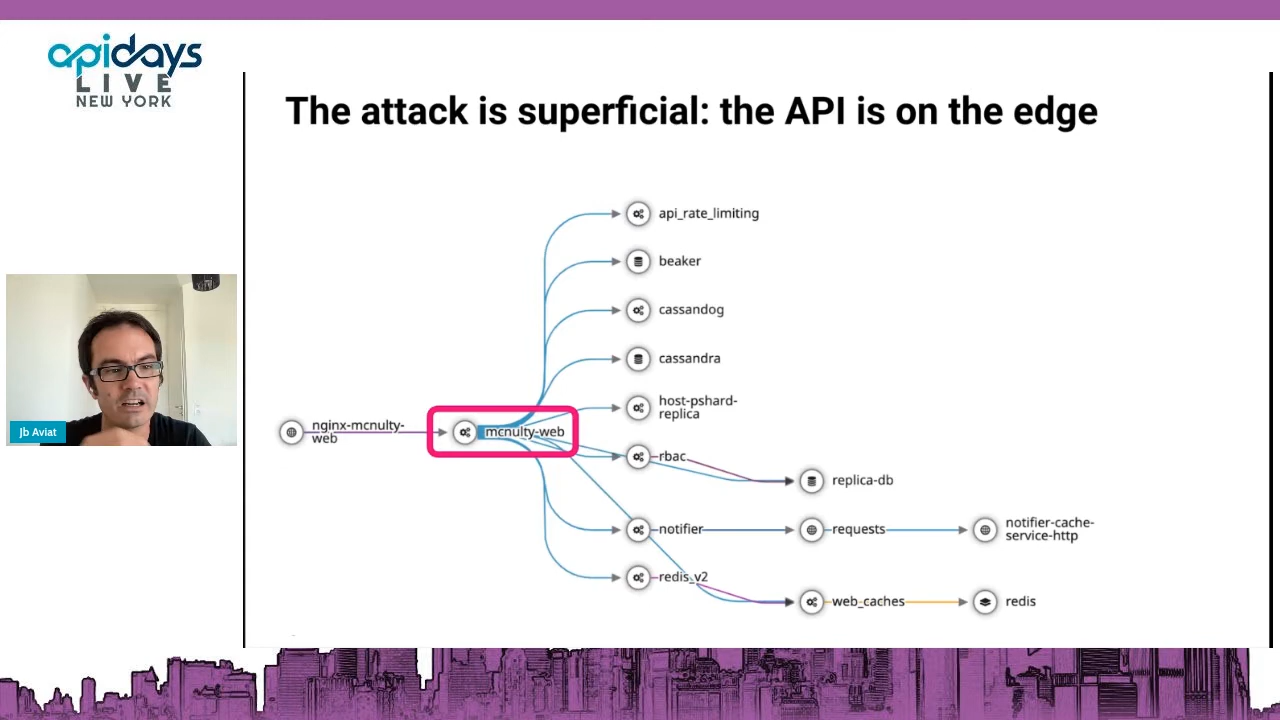 apidays
LIVE
NEW YORK
The attack is superficial: the API is on the edge
api_rate_limiting
beaker
cassandog
cassandra
host-pshard-
replica
nginx-mcnulty-
web
mcnulty-web
rbac
replica-db
notifier
requests
notifier-cache-
service-http
redis_v2
web_caches
redis
Jb Aviat